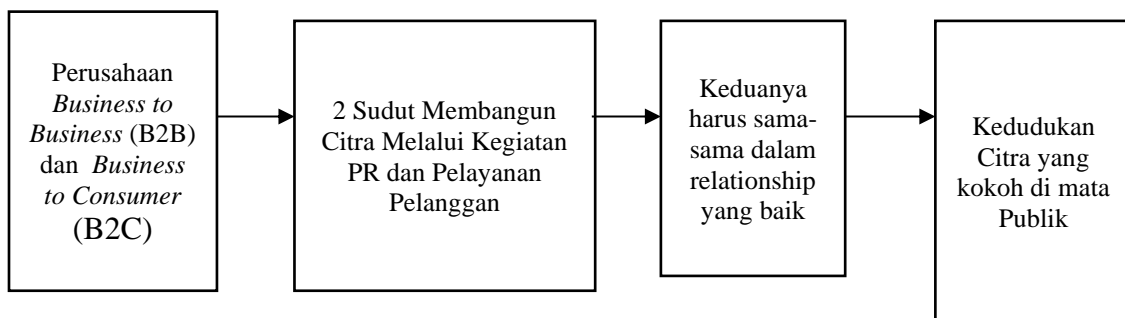 Perusahaan
Business to
Business (B2B)
dan Business
to Consumer
(B2C)
2 Sudut Membangun
Citra Melalui Kegiatan
PR dan Pelayanan
Pelanggan
Keduanya
harus sama-
sama dalam
relationship
yang baik
Kedudukan
Citra yang
kokoh di mata
Publik